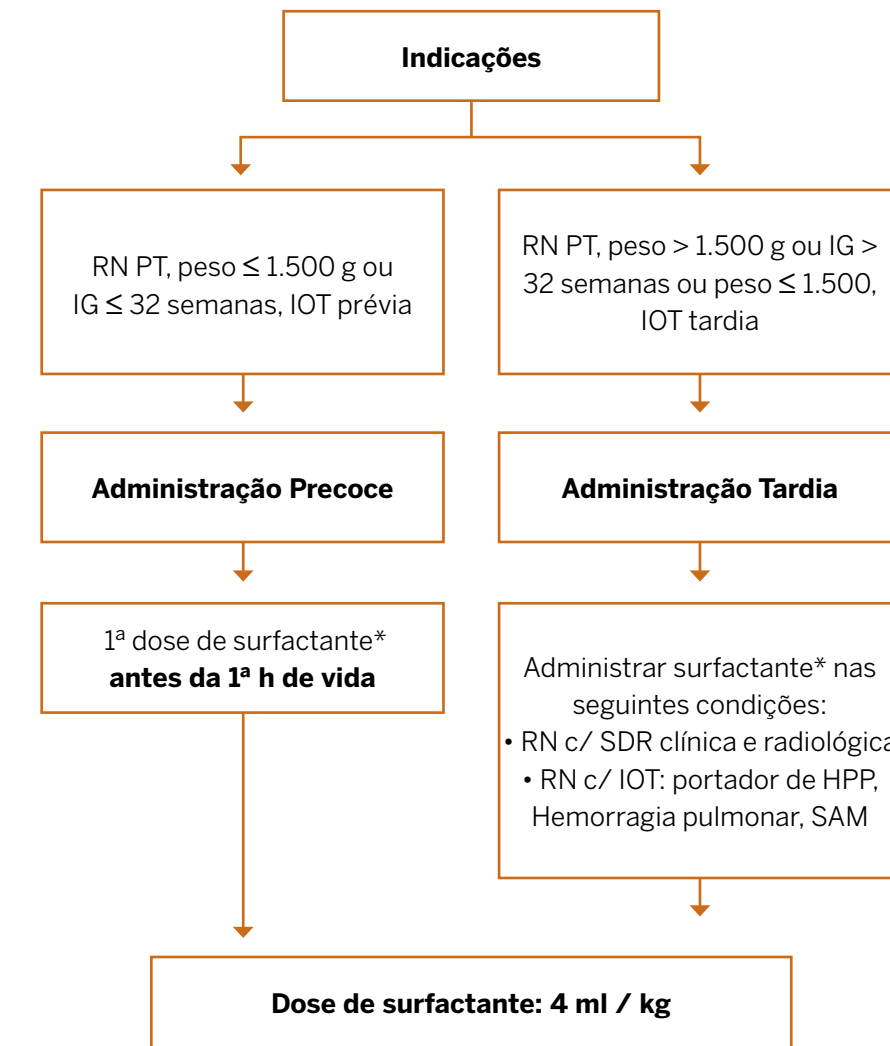 Indicações
RN PT, peso ≤ 1.500 g ou
IG ≤ 32 semanas, IOT prévia
RN PT, peso > 1.500 g ou IG >
32 semanas ou peso ≤ 1.500,
IOT tardia
Administração Precoce
Administração Tardia
1ª dose de surfactante*
antes da 1ª h de vida
Administrar surfactante* nas
seguintes condições:
• RN c/ SDR clínica e radiológica
• RN c/ IOT: portador de HPP,
Hemorragia pulmonar, SAM
Dose de surfactante: 4 ml / kg